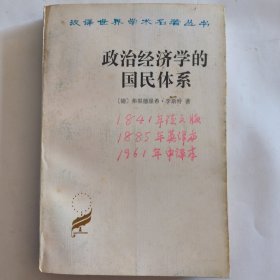 汉译世界学术名著丛书
政治经济学的
国民体系
〔德〕弗里德里希·李斯特 著
1841年德文版
1885年英译本
1961年中译本